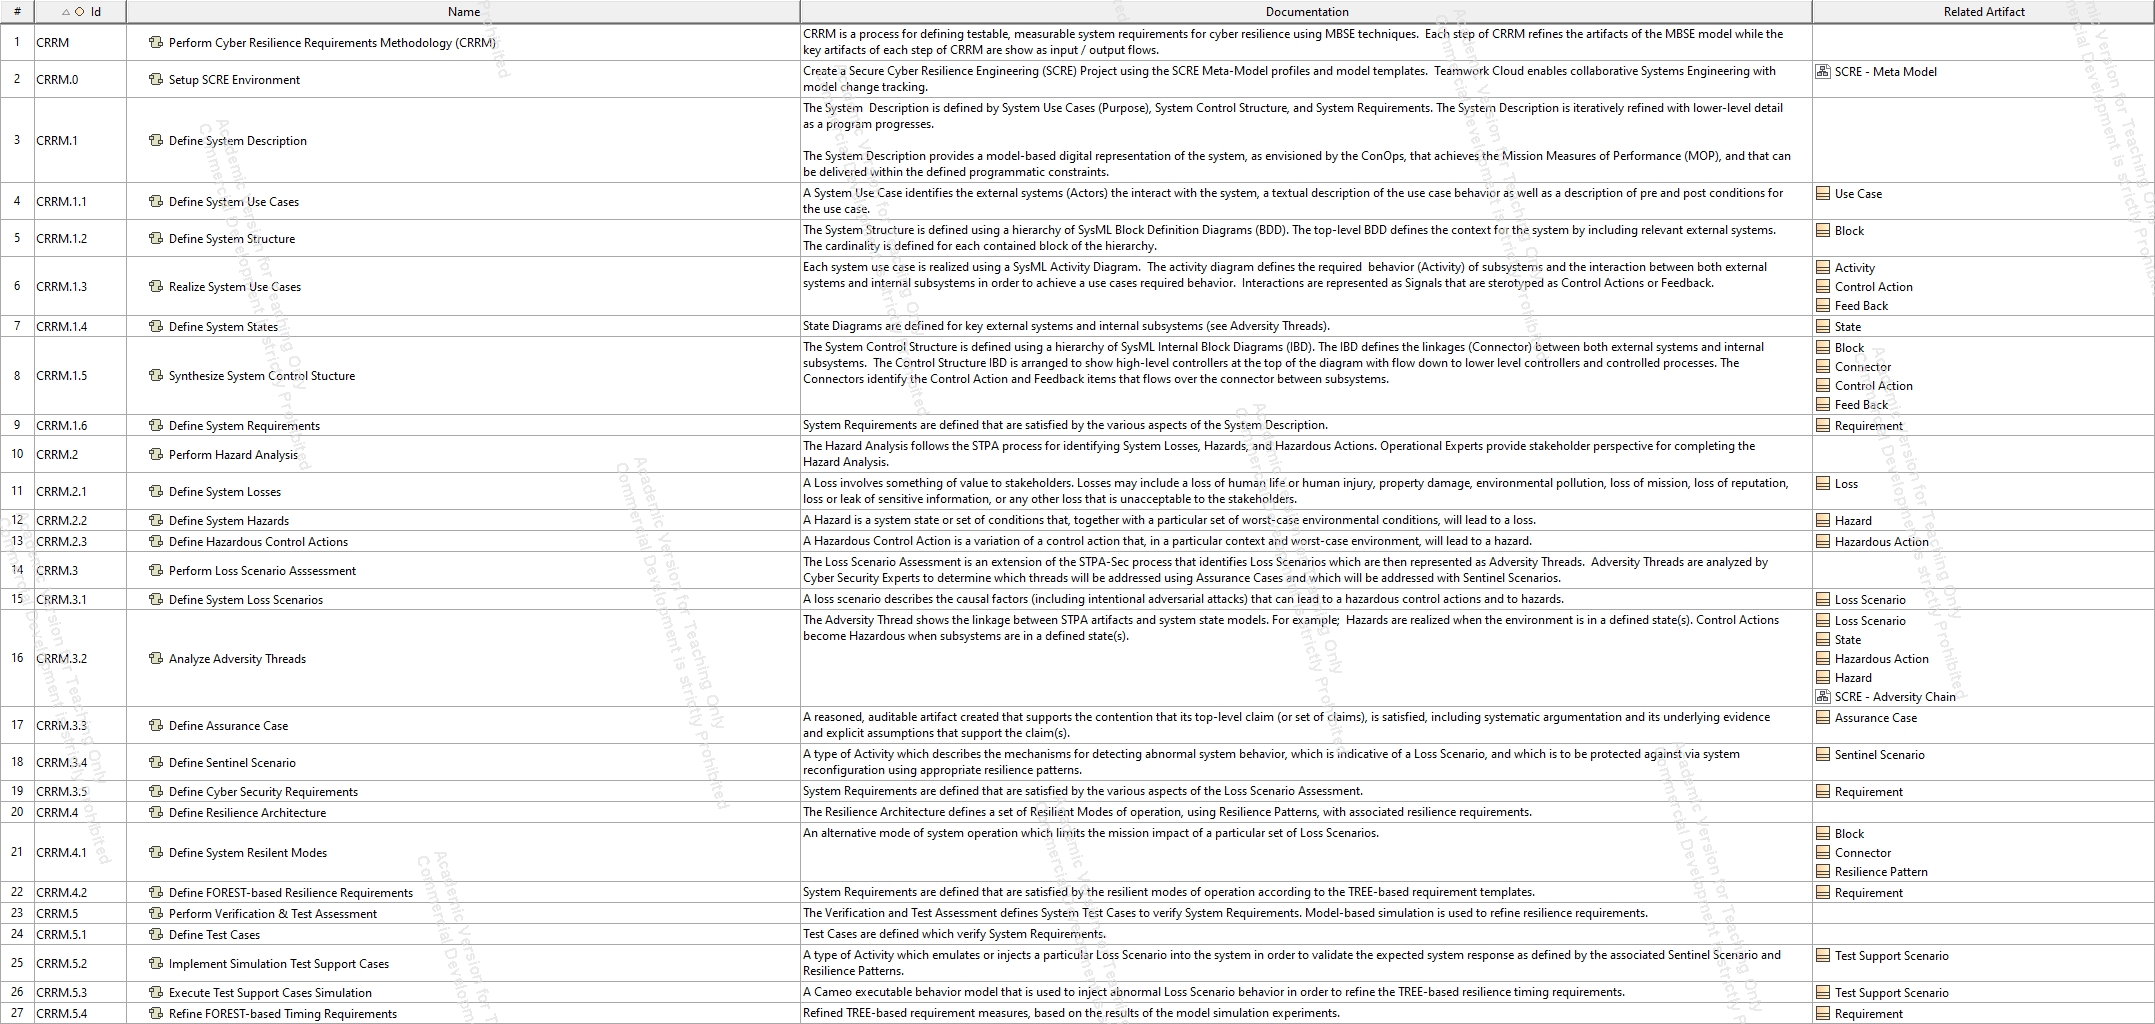 # Id Name Documentation Related Artifact
1 CRRM Perform Cyber Resilience Requirements Methodology (CRRM) CRRM is a process for defining testable, measurable system requirements for cyber resilience using MBSE techniques. Each step of CRRM refines the artifacts of the MBSE model while the
key artifacts of each step of CRRM are show as input / output flows.
2 CRRM.0 Setup SCRE Environment Create a Secure Cyber Resilience Engineering (SCRE) Project using the SCRE Meta-Model profiles and model templates. Teamwork Cloud enables collaborative Systems Engineering with SCRE - Meta Model
model change tracking.
3 CRRM.1 Define System Description The System Description is defined by System Use Cases (Purpose), System Control Structure, and System Requirements. The System Description is iteratively refined with lower-level detail
as a program progresses.
The System Description provides a model-based digital representation of the system, as envisioned by the ConOps, that achieves the Mission Measures of Performance (MOP), and that can
be delivered within the defined programmatic constraints.
4 CRRM.1.1 Define System Use Cases A System Use Case identifies the external systems (Actors) the interact with the system, a textual description of the use case behavior as well as a description of pre and post conditions for Use Case
the use case.
5 CRRM.1.2 Define System Structure The System Structure is defined using a hierarchy of SysML Block Definition Diagrams (BDD). The top-level BDD defines the context for the system by including relevant external systems. Block
The cardinality is defined for each contained block of the hierarchy.
6 CRRM.1.3 Realize System Use Cases Each system use case is realized using a SysML Activity Diagram. The activity diagram defines the required behavior (Activity) of subsystems and the interaction between both external Activity
systems and internal subsystems in order to achieve a use cases required behavior. Interactions are represented as Signals that are sterotyped as Control Actions or Feedback. Control Action
Feed Back
7 CRRM.1.4 Define System States State Diagrams are defined for key external systems and internal subsystems (see Adversity Threads). State
8 CRRM.1.5 Synthesize System Control Stucture The System Control Structure is defined using a hierarchy of SysML Internal Block Diagrams (IBD). The IBD defines the linkages (Connector) between both external systems and internal Block
subsystems. The Control Structure IBD is arranged to show high-level controllers at the top of the diagram with flow down to lower level controllers and controlled processes. The Connector
Connectors identify the Control Action and Feedback items that flows over the connector between subsystems. Control Action
Feed Back
9 CRRM.1.6 Define System Requirements System Requirements are defined that are satisfied by the various aspects of the System Description. Requirement
10 CRRM.2 Perform Hazard Analysis The Hazard Analysis follows the STPA process for identifying System Losses, Hazards, and Hazardous Actions. Operational Experts provide stakeholder perspective for completing the
Hazard Analysis.
11 CRRM.2.1 Define System Losses A Loss involves something of value to stakeholders. Losses may include a loss of human life or human injury, property damage, environmental pollution, loss of mission, loss of reputation, Loss
loss or leak of sensitive information, or any other loss that is unacceptable to the stakeholders.
12 CRRM.2.2 Define System Hazards A Hazard is a system state or set of conditions that, together with a particular set of worst-case environmental conditions, will lead to a loss. Hazard
13 CRRM.2.3 Define Hazardous Control Actions A Hazardous Control Action is a variation of a control action that, in a particular context and worst-case environment, will lead to a hazard. Hazardous Action
14 CRRM.3 Perform Loss Scenario Asssessment The Loss Scenario Assessment is an extension of the STPA-Sec process that identifies Loss Scenarios which are then represented as Adversity Threads. Adversity Threads are analyzed by
Cyber Security Experts to determine which threads will be addressed using Assurance Cases and which will be addressed with Sentinel Scenarios.
15 CRRM.3.1 Define System Loss Scenarios A loss scenario describes the causal factors (including intentional adversarial attacks) that can lead to a hazardous control actions and to hazards. Loss Scenario
16 CRRM.3.2 Analyze Adversity Threads The Adversity Thread shows the linkage between STPA artifacts and system state models. For example; Hazards are realized when the environment is in a defined state(s). Control Actions Loss Scenario
become Hazardous when subsystems are in a defined state(s). State
Hazardous Action
Hazard
SCRE - Adversity Chain
17 CRRM.3.3 Define Assurance Case A reasoned, auditable artifact created that supports the contention that its top-level claim (or set of claims), is satisfied, including systematic argumentation and its underlying evidence Assurance Case
and explicit assumptions that support the claim(s).
18 CRRM.3.4 Define Sentinel Scenario A type of Activity which describes the mechanisms for detecting abnormal system behavior, which is indicative of a Loss Scenario, and which is to be protected against via system Sentinel Scenario
reconfiguration using appropriate resilience patterns.
19 CRRM.3.5 Define Cyber Security Requirements System Requirements are defined that are satisfied by the various aspects of the Loss Scenario Assessment. Requirement
20 CRRM.4 Define Resilience Architecture The Resilience Architecture defines a set of Resilient Modes of operation, using Resilience Patterns, with associated resilience requirements.
21 CRRM.4.1 Define System Resilent Modes An alternative mode of system operation which limits the mission impact of a particular set of Loss Scenarios. Block
Connector
Resilience Pattern
22 CRRM.4.2 Define FOREST-based Resilience Requirements System Requirements are defined that are satisfied by the resilient modes of operation according to the TREE-based requirement templates. Requirement
23 CRRM.5 Perform Verification & Test Assessment The Verification and Test Assessment defines System Test Cases to verify System Requirements. Model-based simulation is used to refine resilience requirements.
24 CRRM.5.1 Define Test Cases Test Cases are defined which verify System Requirements.
25 CRRM.5.2 Implement Simulation Test Support Cases A type of Activity which emulates or injects a particular Loss Scenario into the system in order to validate the expected system response as defined by the associated Sentinel Scenario and Test Support Scenario
Resilience Patterns.
26 CRRM.5.3 Execute Test Support Cases Simulation A Cameo executable behavior model that is used to inject abnormal Loss Scenario behavior in order to refine the TREE-based resilience timing requirements. Test Support Scenario
27 CRRM.5.4 Refine FOREST-based Timing Requirements Refined TREE-based requirement measures, based on the results of the model simulation experiments. Requirement
Academic Version for Teaching Only
Commercial Development is strictly Prohibited